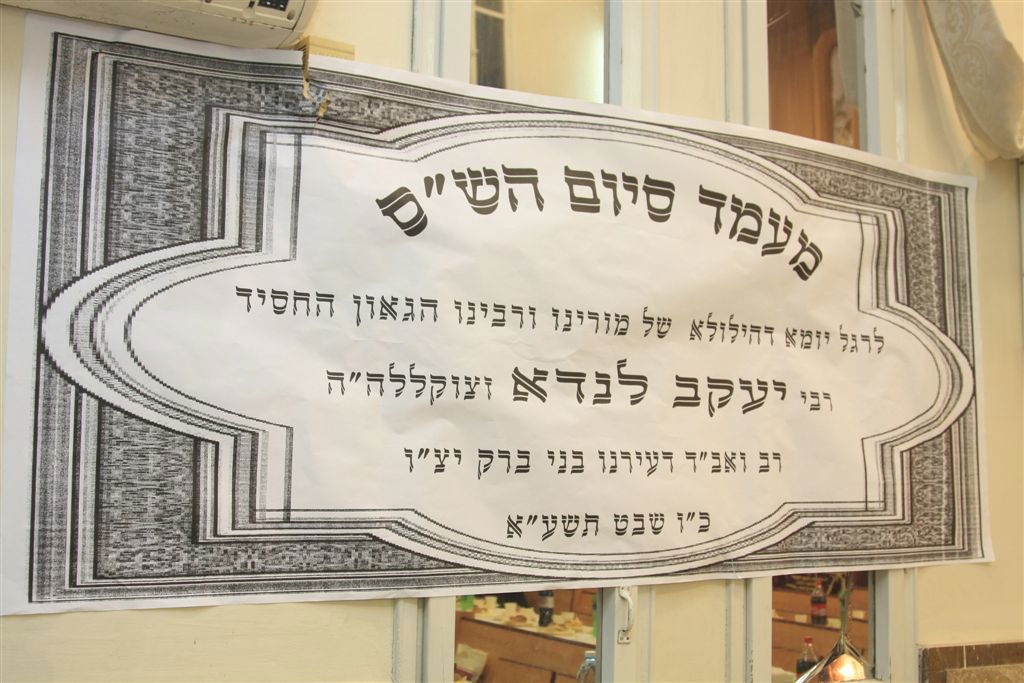 מעמד סיום הש"ס
לרגל יומא דהילולא של מורינו ורבינו הגאון החסיד
רבי יעקב לנדא זצוקללה"ה
רב ואב"ד דעירנו בני ברק יצ"ו
כ"ו שבט תשע"א